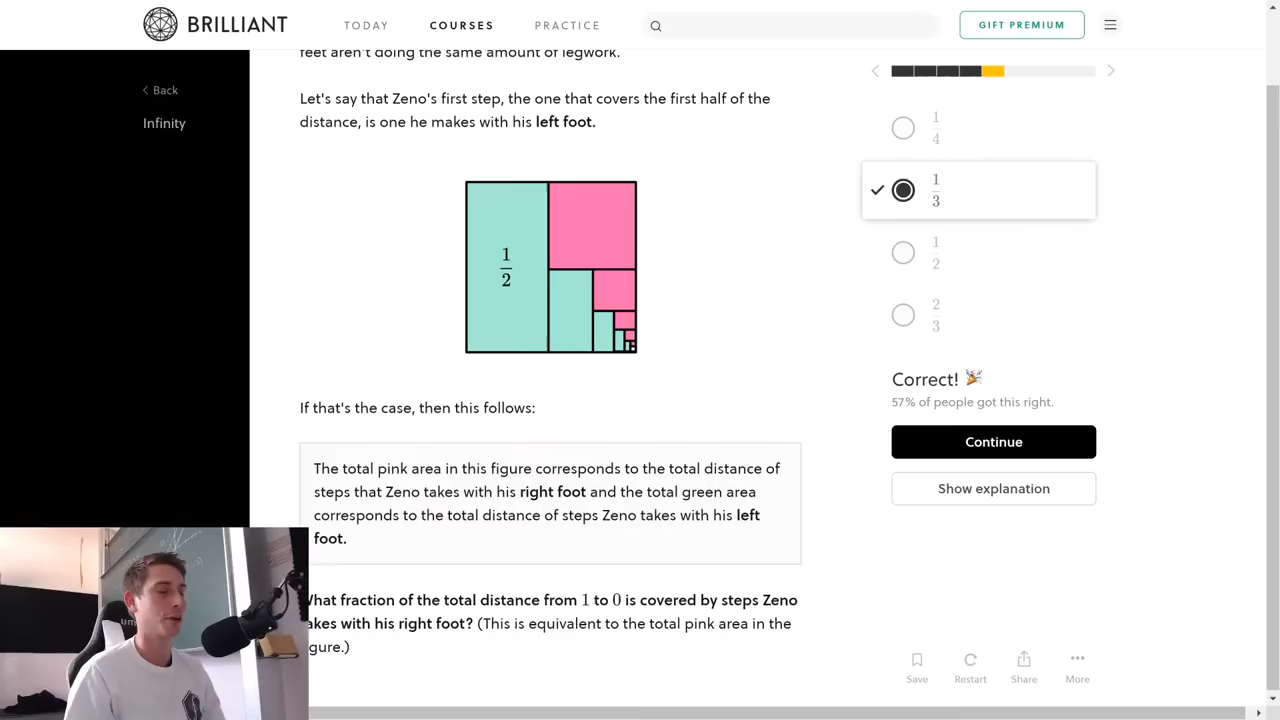 BRILLIANT
TODAY
COURSES
PRACTICE
GIFT PREMIUM
Back
Infinity
feet aren't doing the same amount of legwork.
Let's say that Zeno's first step, the one that covers the first half of the
distance, is one he makes with his left foot.
1
2
If that's the case, then this follows:
The total pink area in this figure corresponds to the total distance of
steps that Zeno takes with his right foot and the total green area
corresponds to the total distance of steps Zeno takes with his left
foot.
What fraction of the total distance from 1 to 0 is covered by steps Zeno
takes with his right foot? (This is equivalent to the total pink area in the
figure.)
1
4
1
3
1
2
2
3
Correct!
57% of people got this right.
Continue
Show explanation
Save
Restart
Share
More